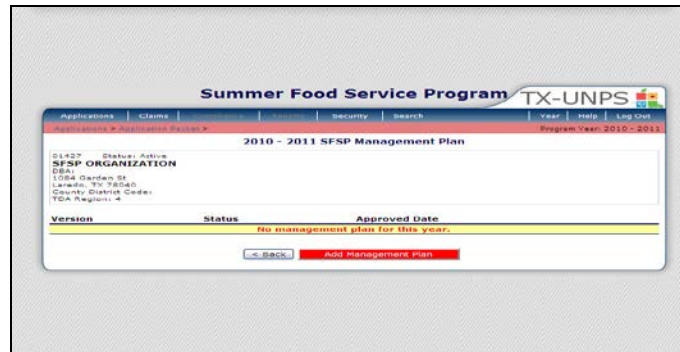 Summer Food Service Program
TX-UNPS
Applications | Claims | Compliance | Reports | Security | Search
Year | Help | Log Out
Applications > Application Packet >
Program Year: 2010 - 2011
2010 - 2011 SFSP Management Plan
01427 Status: Active
SFSP ORGANIZATION
DBA:
1084 Garden St
Laredo, TX 78040
County District Code:
TDA Region: 4
Version Status Approved Date
No management plan for this year.
< Back Add Management Plan